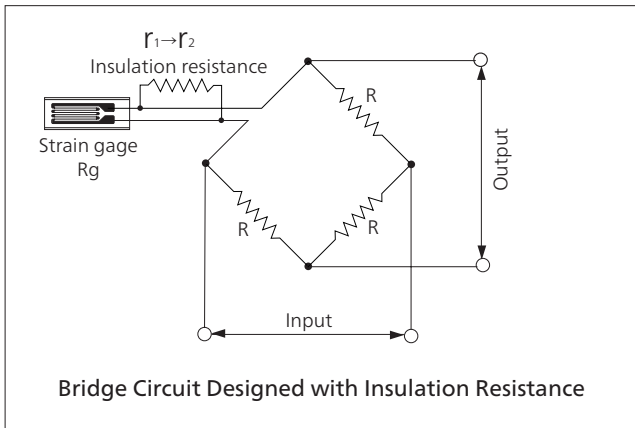 r₁→r₂
Insulation resistance
Strain gage
Rg
R
R
R
Output
Input
Bridge Circuit Designed with Insulation Resistance